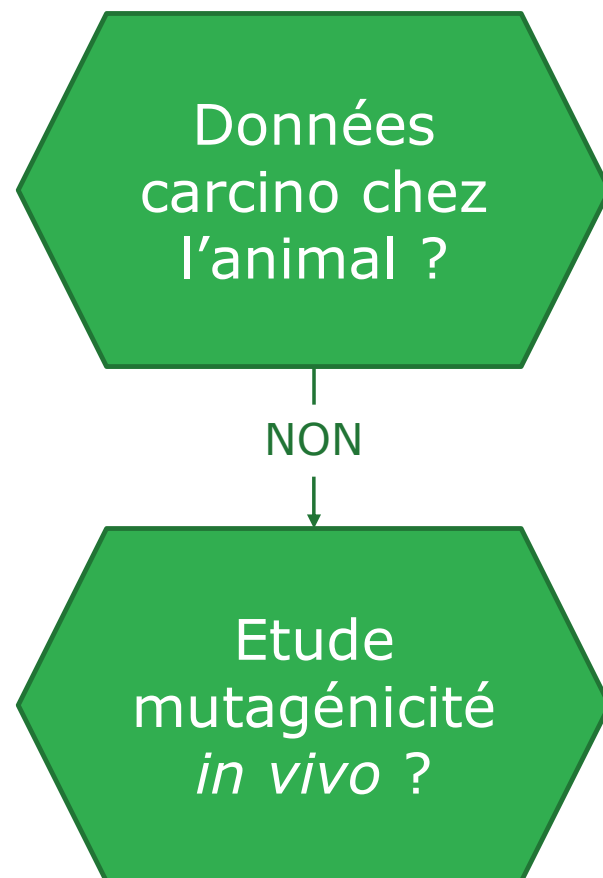 Données
carcino chez
l’animal ?
NON
Etude
mutagénicité
in vivo ?